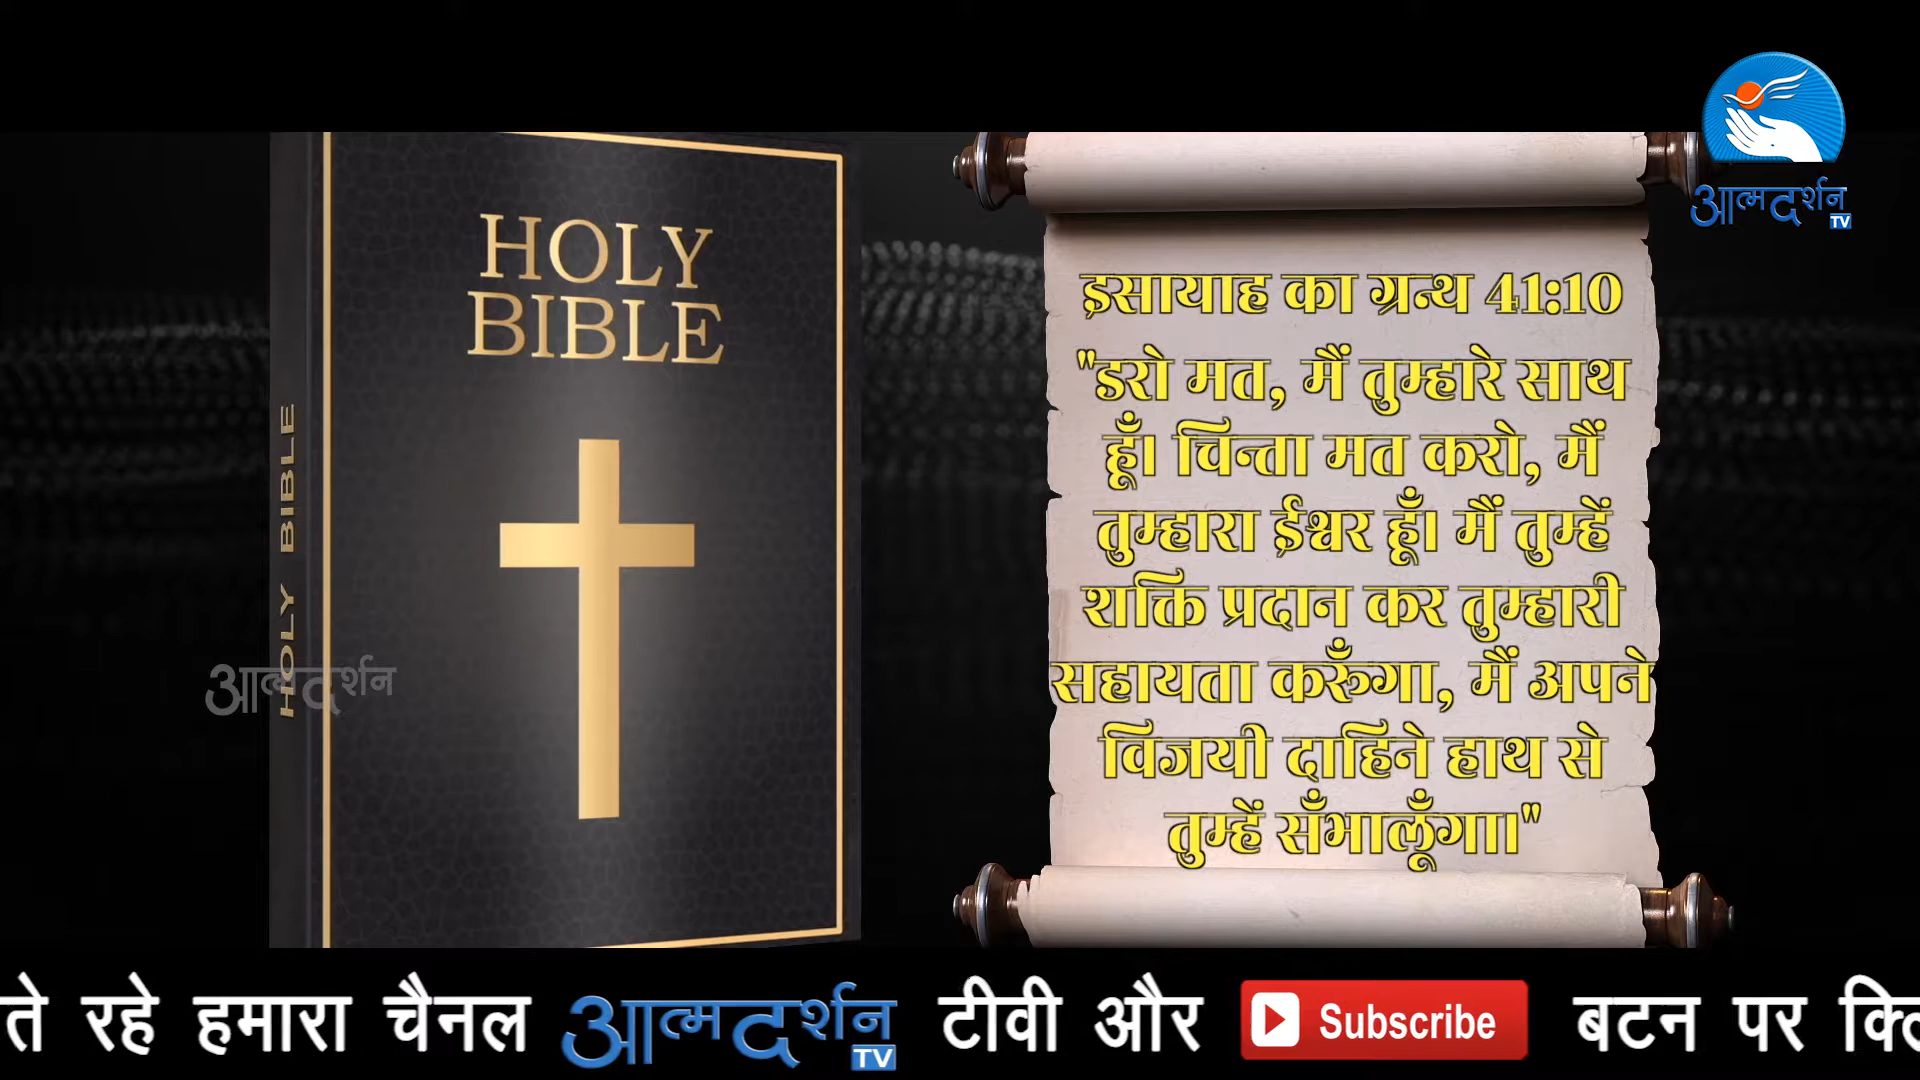 HOLY
BIBLE
HOLY BIBLE
आत्मदर्शन
आत्मदर्शन
TV
इसायाह का ग्रन्थ 41:10
"डरो मत, मैं तुम्हारे साथ
हूँ। चिन्ता मत करो, मैं
तुम्हारा ईश्वर हूँ। मैं तुम्हें
शक्ति प्रदान कर तुम्हारी
सहायता करूँगा, मैं अपने
विजयी दाहिने हाथ से
तुम्हें सँभालूँगा।"
ते रहे हमारा चैनल आत्मदर्शन TV टीवी और Subscribe बटन पर